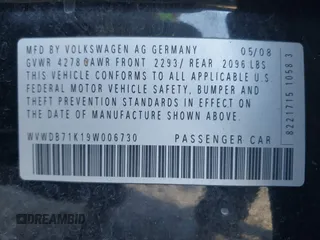 MFD BY VOLKSWAGEN AG GERMANY 05/08
GVWR 4278 GAWR FRONT 2293/ REAR 2096 LBS
THIS VEHICLE CONFORMS TO ALL APPLICABLE U.S
FEDERAL MOTOR VEHICLE SAFETY, BUMPER AND THEFT
PREVENTION STANDARDS IN EFFECT ON THE
DATE OF MANUFACTURE SHOWN ABOVE
WVWDB71K19W006730 PASSENGER CAR
8221715 1058 3
DREAMBID